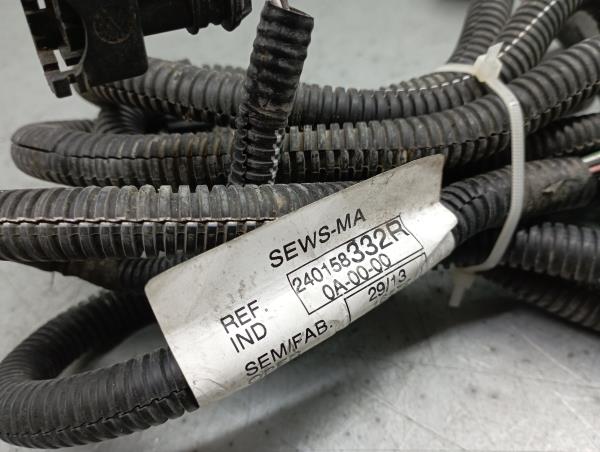 SEWS-MA
REF. 240158332R
IND 0A-00-00
SEM/FAB. 29/13